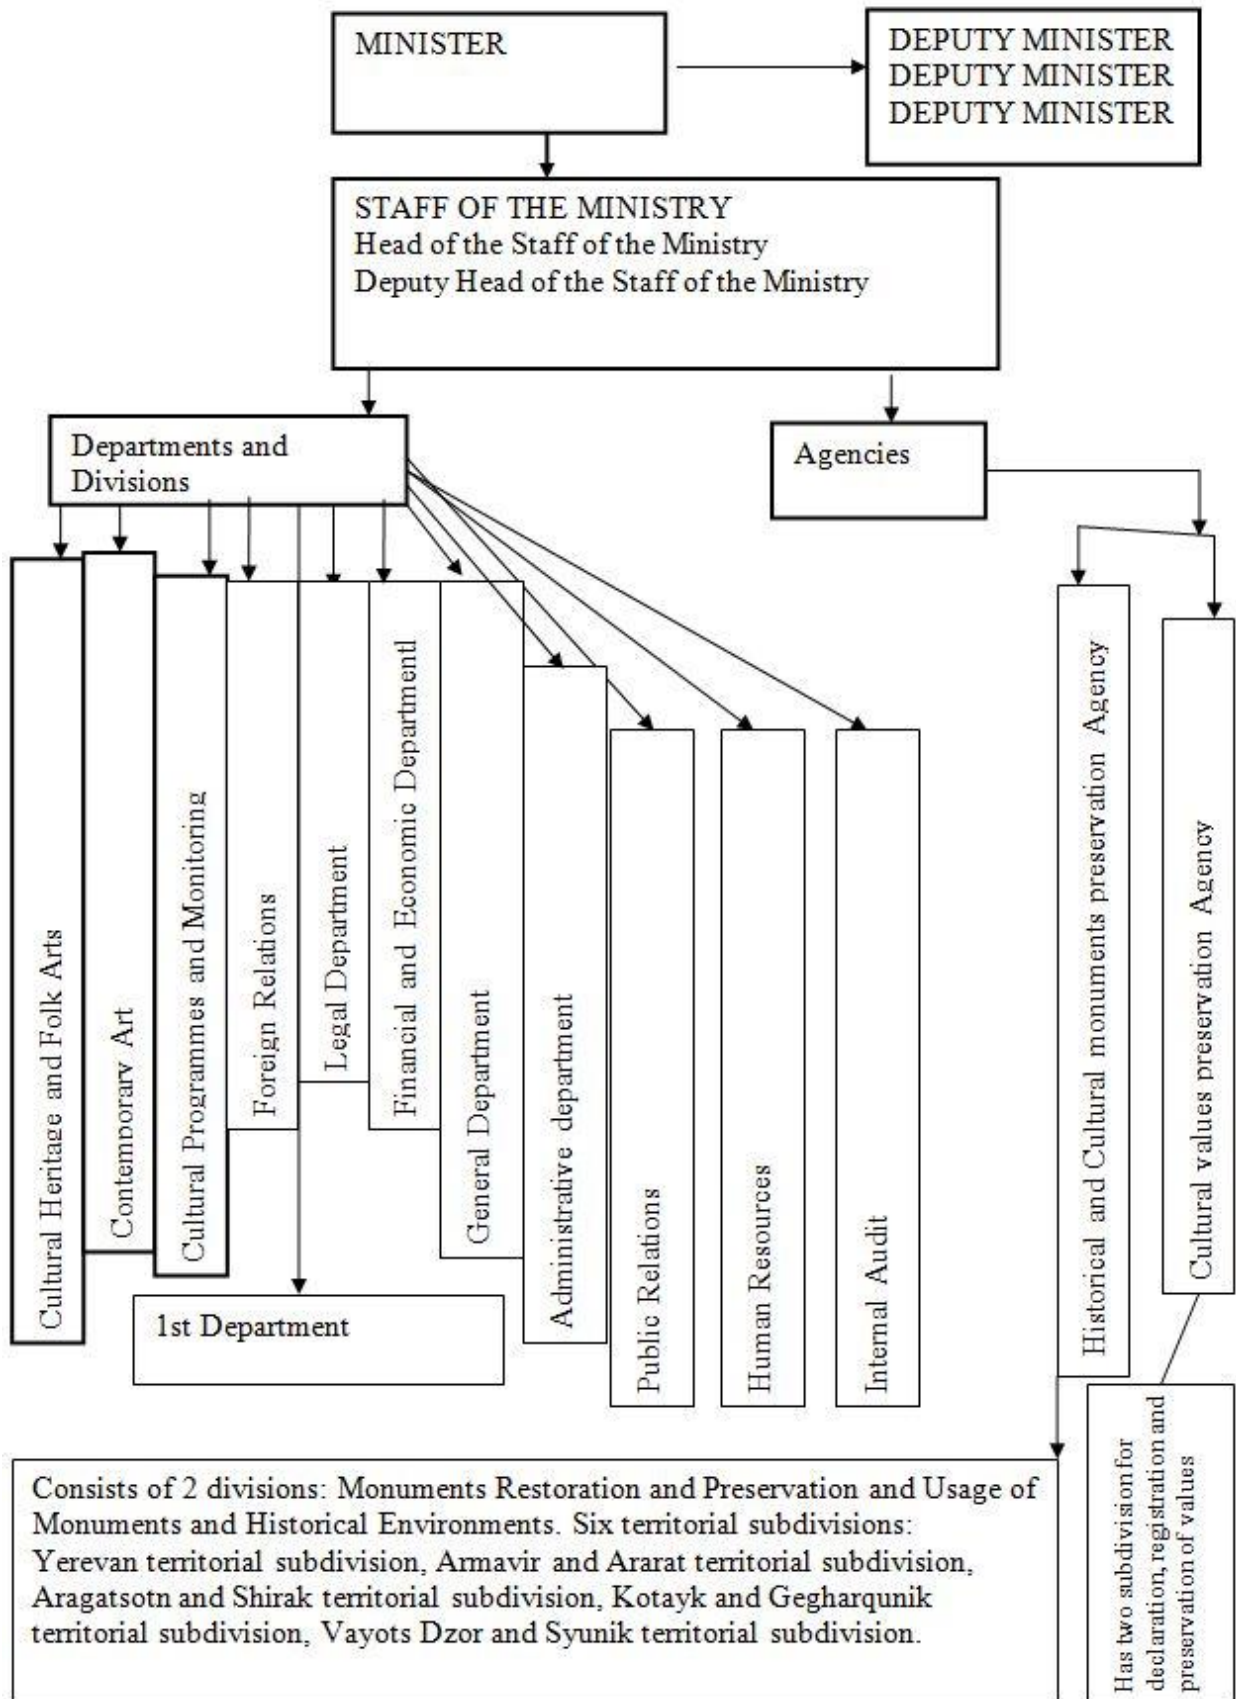 MINISTER
DEPUTY MINISTER
DEPUTY MINISTER
DEPUTY MINISTER
STAFF OF THE MINISTRY
Head of the Staff of the Ministry
Deputy Head of the Staff of the Ministry
Departments and
Divisions
Agencies
Cultural Heritage and Folk Arts
Contemporary Art
Cultural Programmes and Monitoring
Foreign Relations
Legal Department
Financial and Economic Departmentl
General Department
Administrative department
Public Relations
Human Resources
Internal Audit
Historical and Cultural monuments preservation Agency
Cultural values preservation Agency
1st Department
Consists of 2 divisions: Monuments Restoration and Preservation and Usage of
Monuments and Historical Environments. Six territorial subdivisions:
Yerevan territorial subdivision, Armavir and Ararat territorial subdivision,
Aragatsotn and Shirak territorial subdivision, Kotayk and Gegharqunik
territorial subdivision, Vayots Dzor and Syunik territorial subdivision.
Has two subdivision for
declaration, registration and
preservation of values